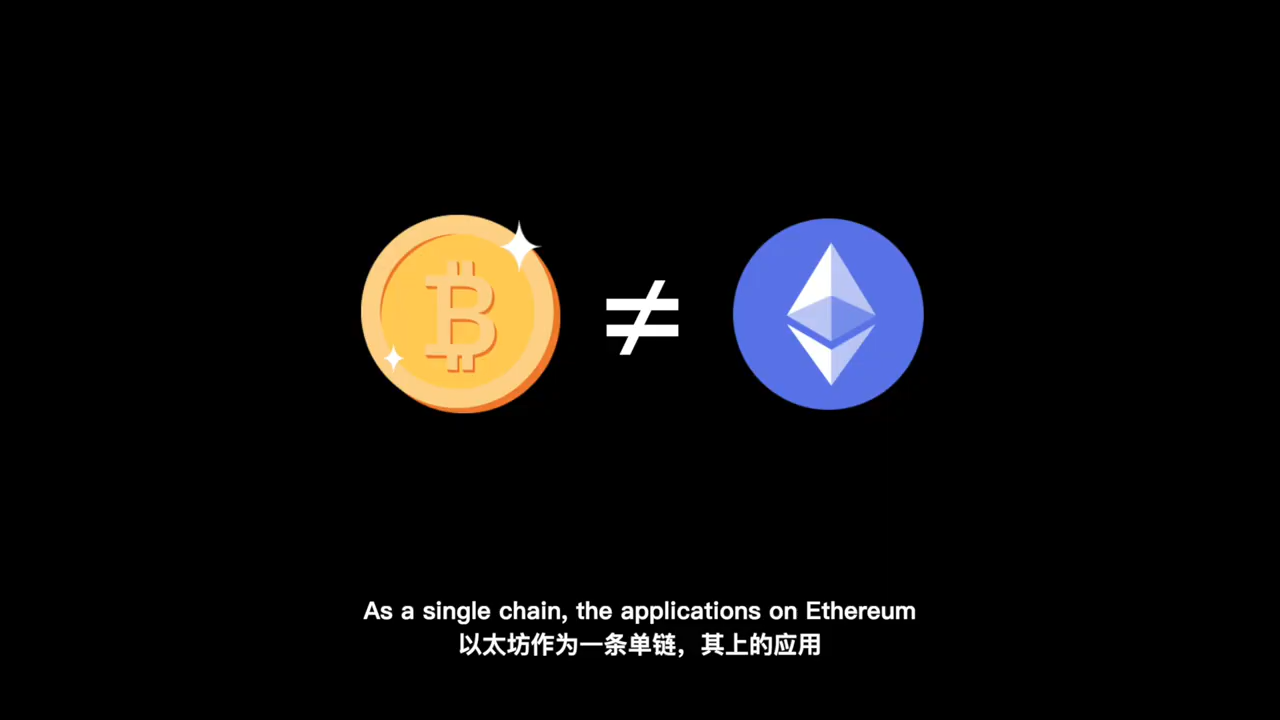 ≠
As a single chain, the applications on Ethereum
以太坊作为一条单链，其上的应用